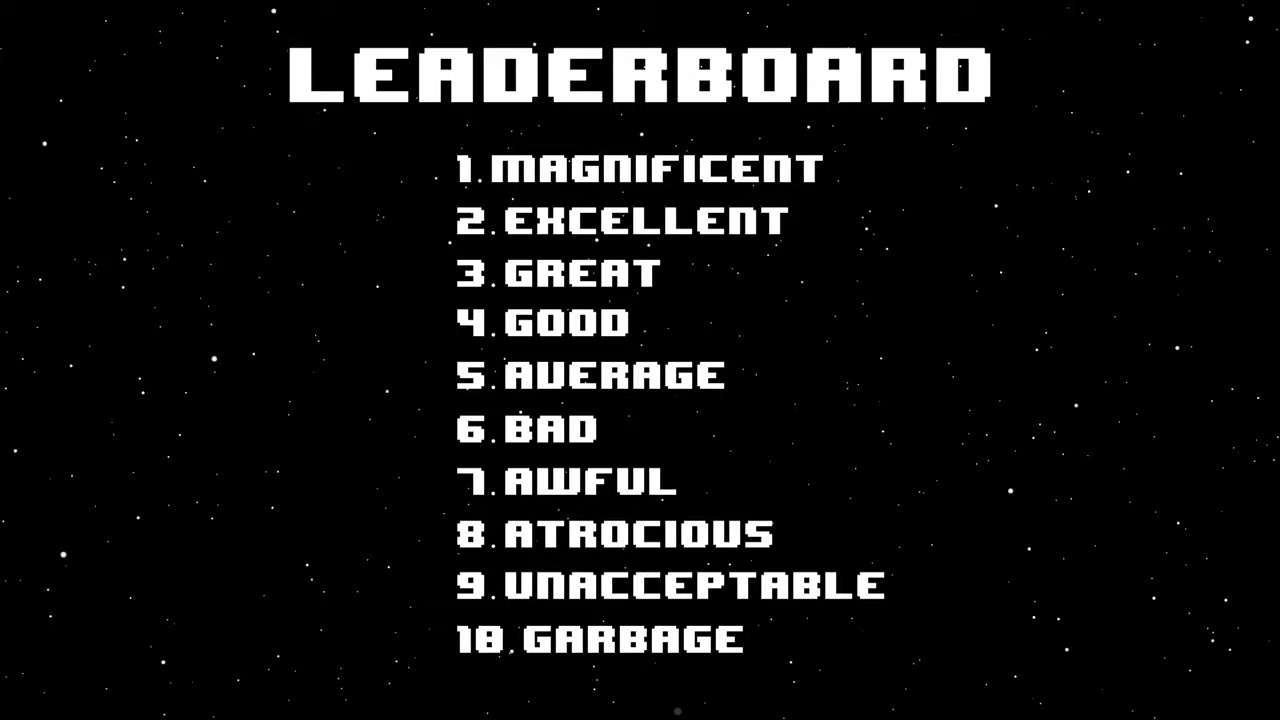 LEADERBOARD
1. MAGNIFICENT
2. EXCELLENT
3. GREAT
4. GOOD
5. AVERAGE
6. BAD
7. AWFUL
8. ATROCIOUS
9. UNACCEPTABLE
10. GARBAGE